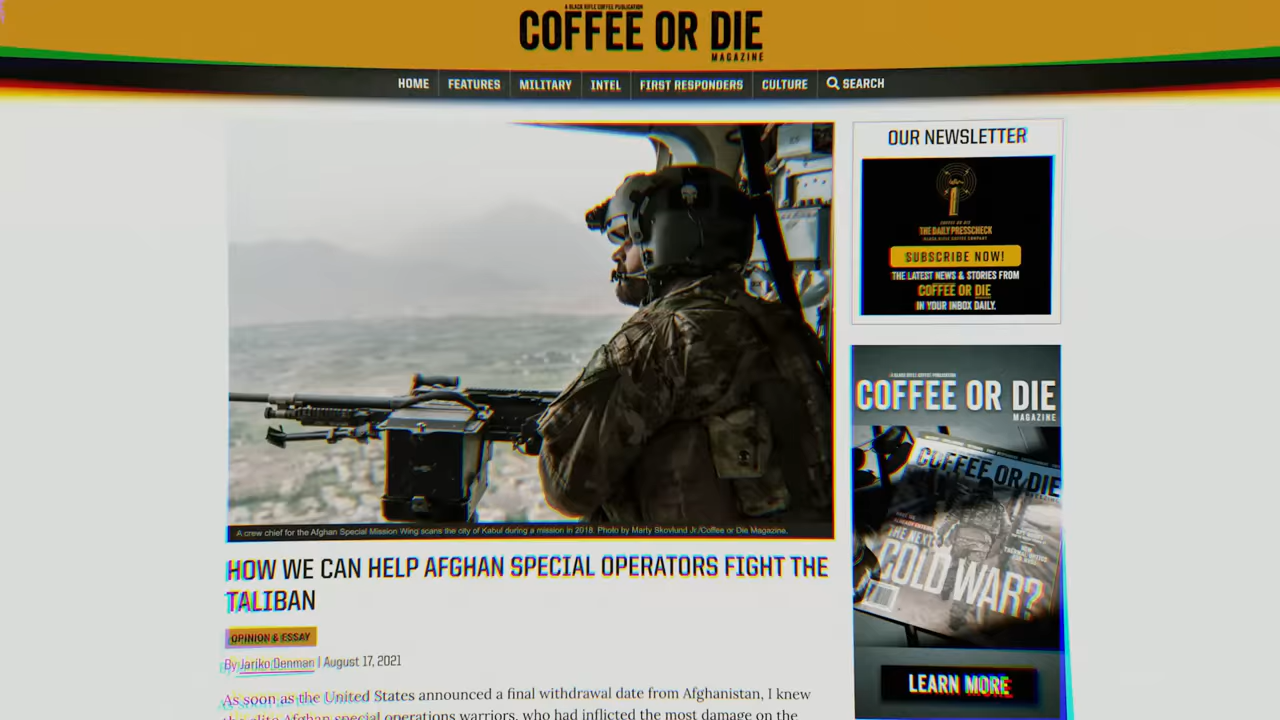 A BLACK RIFLE COFFEE PUBLICATION
COFFEE OR DIE
MAGAZINE
HOME
FEATURES
MILITARY
INTEL
FIRST RESPONDERS
CULTURE
SEARCH
A crew chief for the Afghan Special Mission Wing scans the city of Kabul during a mission in 2018. Photo by Marty Skovlund Jr./Coffee or Die Magazine.
HOW WE CAN HELP AFGHAN SPECIAL OPERATORS FIGHT THE
TALIBAN
OPINION & ESSAY
By Jariko Denman | August 17, 2021
As soon as the United States announced a final withdrawal date from Afghanistan, I knew
the elite Afghan special operations warriors, who had inflicted the most damage on the
OUR NEWSLETTER
COFFEE OR DIE
THE DAILY PRESSCHECK
BLACK RIFLE COFFEE COMPANY
SUBSCRIBE NOW!
THE LATEST NEWS & STORIES FROM
COFFEE OR DIE
IN YOUR INBOX DAILY.
A BLACK RIFLE COFFEE PUBLICATION
COFFEE OR DIE
MAGAZINE
COFFEE OR DIE
THE NEXT
COLD WAR?
LEARN MORE